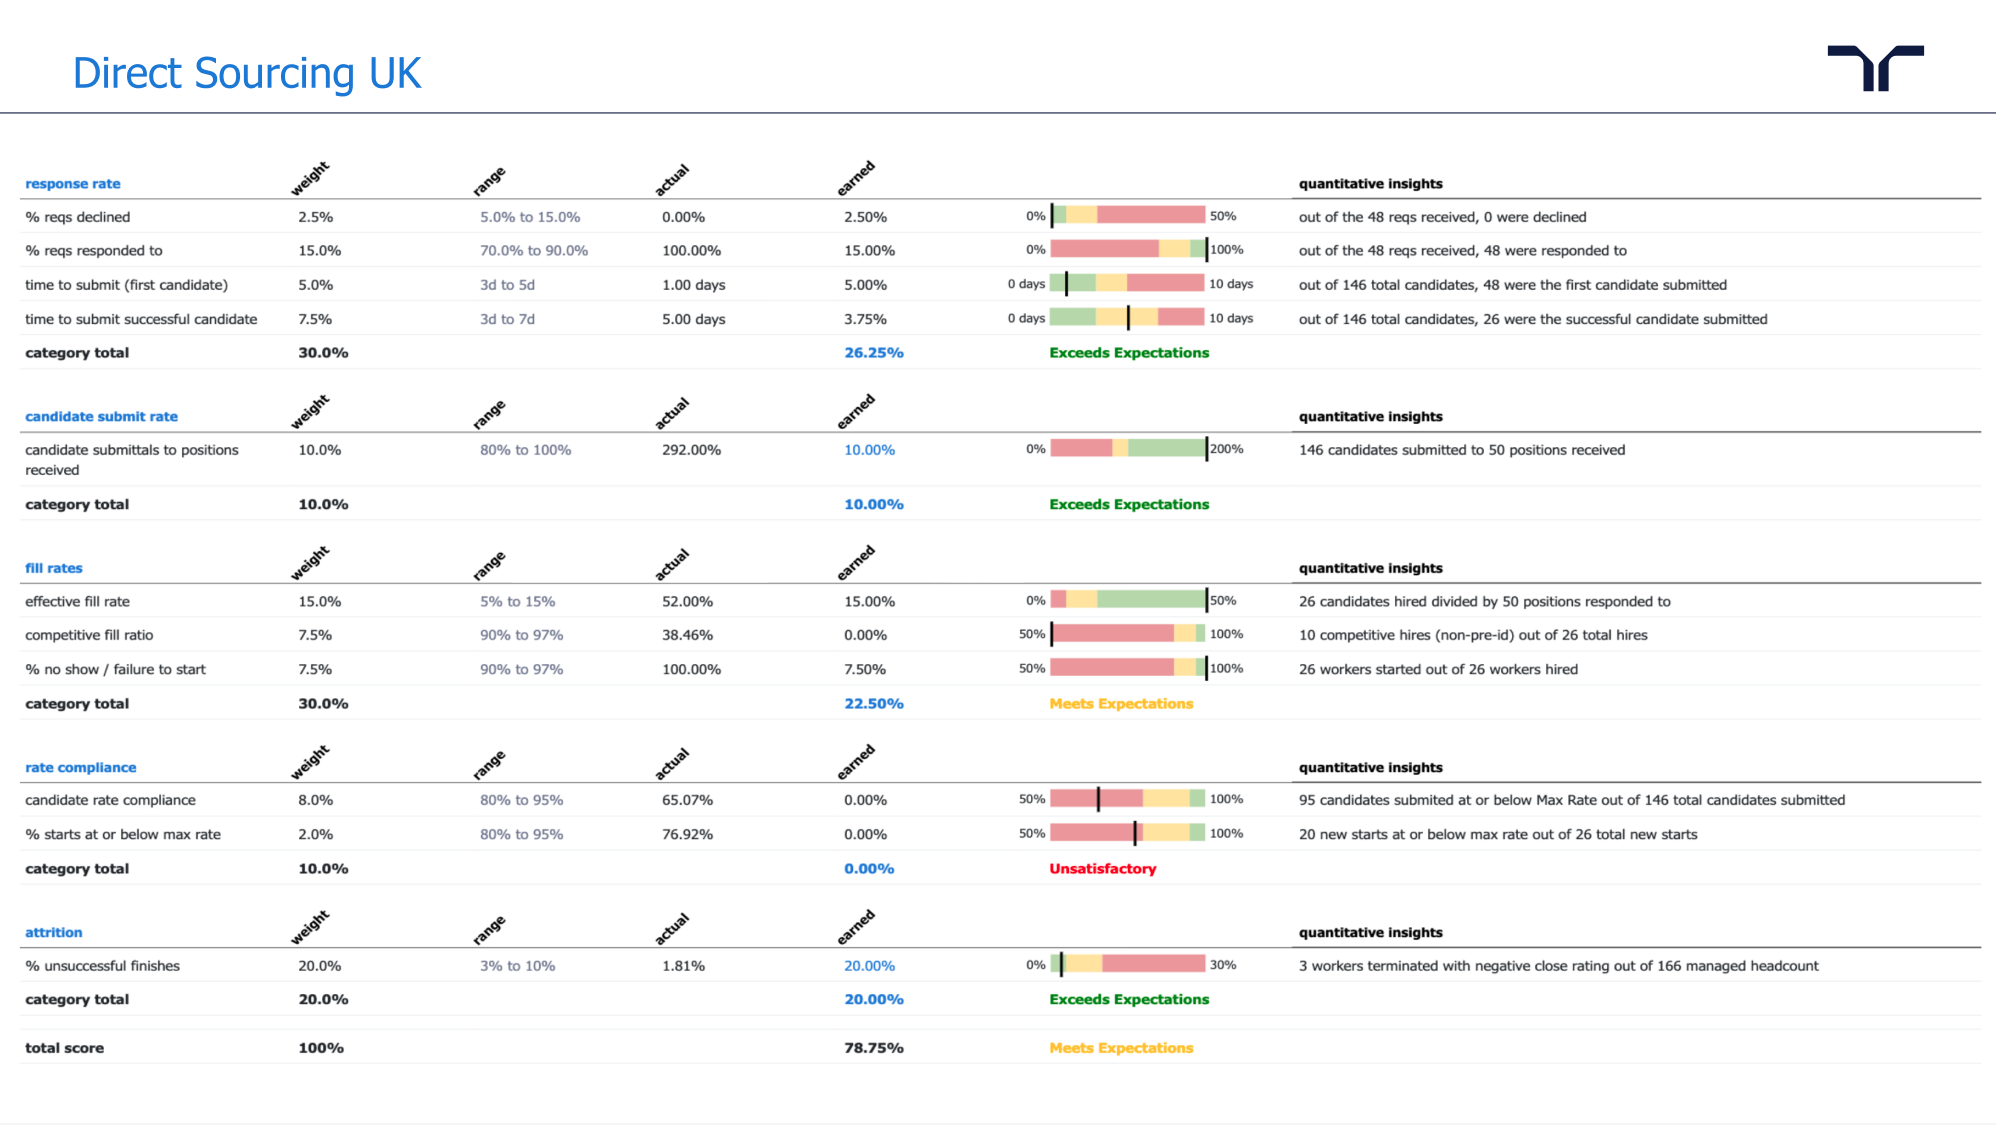 Direct Sourcing UK
response rate weight range actual earned quantitative insights
% reqs declined 2.5% 5.0% to 15.0% 0.00% 2.50% 0% 50% out of the 48 reqs received, 0 were declined
% reqs responded to 15.0% 70.0% to 90.0% 100.00% 15.00% 0% 100% out of the 48 reqs received, 48 were responded to
time to submit (first candidate) 5.0% 3d to 5d 1.00 days 5.00% 0 days 10 days out of 146 total candidates, 48 were the first candidate submitted
time to submit successful candidate 7.5% 3d to 7d 5.00 days 3.75% 0 days 10 days out of 146 total candidates, 26 were the successful candidate submitted
category total 30.0% 26.25% Exceeds Expectations
candidate submit rate weight range actual earned quantitative insights
candidate submittals to positions 10.0% 80% to 100% 292.00% 10.00% 0% 200% 146 candidates submitted to 50 positions received
received
category total 10.0% 10.00% Exceeds Expectations
fill rates weight range actual earned quantitative insights
effective fill rate 15.0% 5% to 15% 52.00% 15.00% 0% 50% 26 candidates hired divided by 50 positions responded to
competitive fill ratio 7.5% 90% to 97% 38.46% 0.00% 50% 100% 10 competitive hires (non-pre-id) out of 26 total hires
% no show / failure to start 7.5% 90% to 97% 100.00% 7.50% 50% 100% 26 workers started out of 26 workers hired
category total 30.0% 22.50% Meets Expectations
rate compliance weight range actual earned quantitative insights
candidate rate compliance 8.0% 80% to 95% 65.07% 0.00% 50% 100% 95 candidates submited at or below Max Rate out of 146 total candidates submitted
% starts at or below max rate 2.0% 80% to 95% 76.92% 0.00% 50% 100% 20 new starts at or below max rate out of 26 total new starts
category total 10.0% 0.00% Unsatisfactory
attrition weight range actual earned quantitative insights
% unsuccessful finishes 20.0% 3% to 10% 1.81% 20.00% 0% 30% 3 workers terminated with negative close rating out of 166 managed headcount
category total 20.0% 20.00% Exceeds Expectations
total score 100% 78.75% Meets Expectations